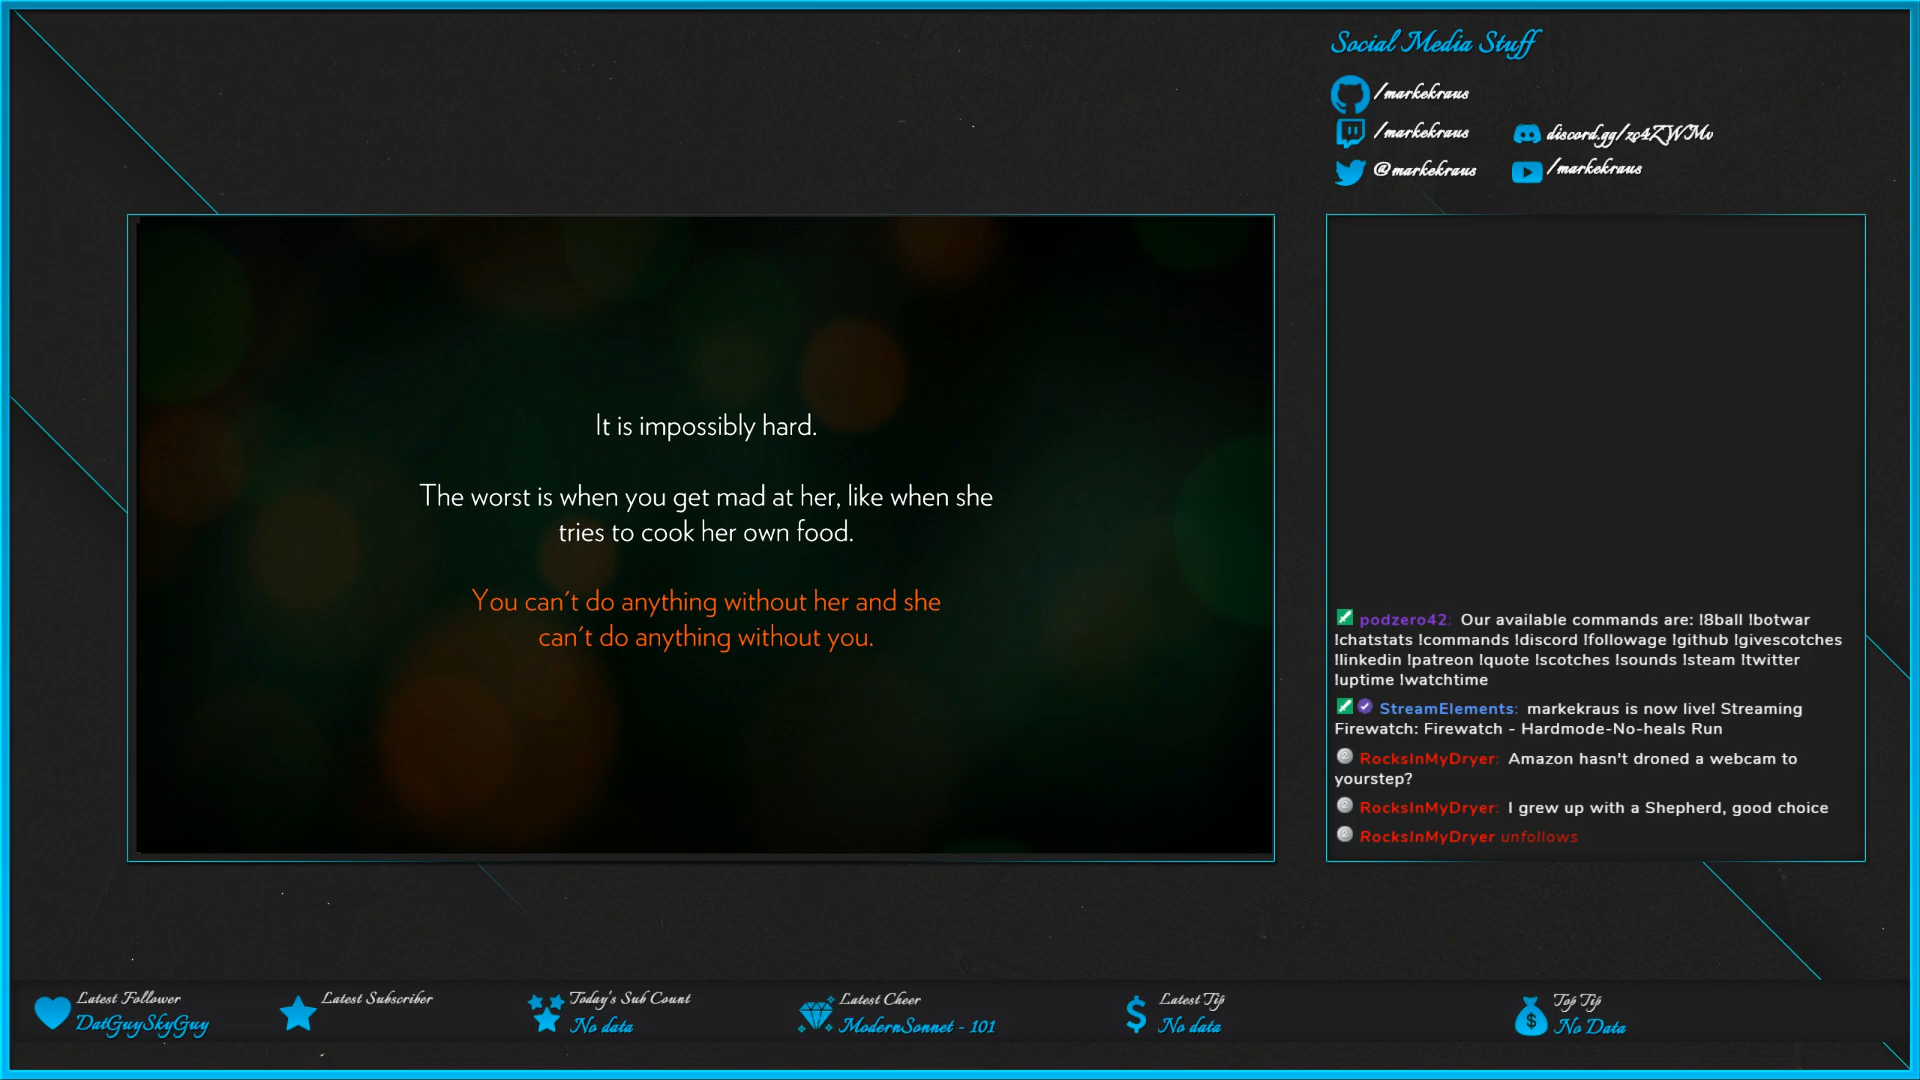 Social Media Stuff
/markekraus
/markekraus
discord.gg/zc4ZWMv
@markekraus
/markekraus
It is impossibly hard.
The worst is when you get mad at her, like when she
tries to cook her own food.
You can't do anything without her and she
can't do anything without you.
podzero42: Our available commands are: !8ball !botwar
!chatstats !commands !discord !followage !github !givescotches
!linkedin !patreon !quote !scotches !sounds !steam !twitter
!uptime !watchtime
StreamElements: markekraus is now live! Streaming
Firewatch: Firewatch - Hardmode-No-heals Run
RocksInMyDryer: Amazon hasn't droned a webcam to
yourstep?
RocksInMyDryer: I grew up with a Shepherd, good choice
RocksInMyDryer unfollows
Latest Follower
DatGuySkyGuy
Latest Subscriber
Today's Sub Count
No data
Latest Cheer
ModernSonnet - 101
Latest Tip
No data
Top Tip
No Data